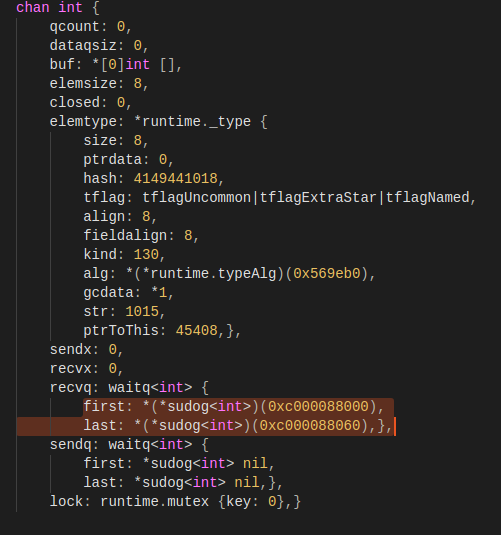 chan int {
    qcount: 0,
    dataqsiz: 0,
    buf: *[0]int [],
    elemsize: 8,
    closed: 0,
    elemtype: *runtime._type {
        size: 8,
        ptrdata: 0,
        hash: 4149441018,
        tflag: tflagUncommon|tflagExtraStar|tflagNamed,
        align: 8,
        fieldalign: 8,
        kind: 130,
        alg: *(*runtime.typeAlg)(0x569eb0),
        gcdata: *1,
        str: 1015,
        ptrToThis: 45408,},
    sendx: 0,
    recvx: 0,
    recvq: waitq<int> {
        first: *(*sudog<int>)(0xc000088000),
        last: *(*sudog<int>)(0xc000088060),},
    sendq: waitq<int> {
        first: *sudog<int> nil,
        last: *sudog<int> nil,},
    lock: runtime.mutex {key: 0},}